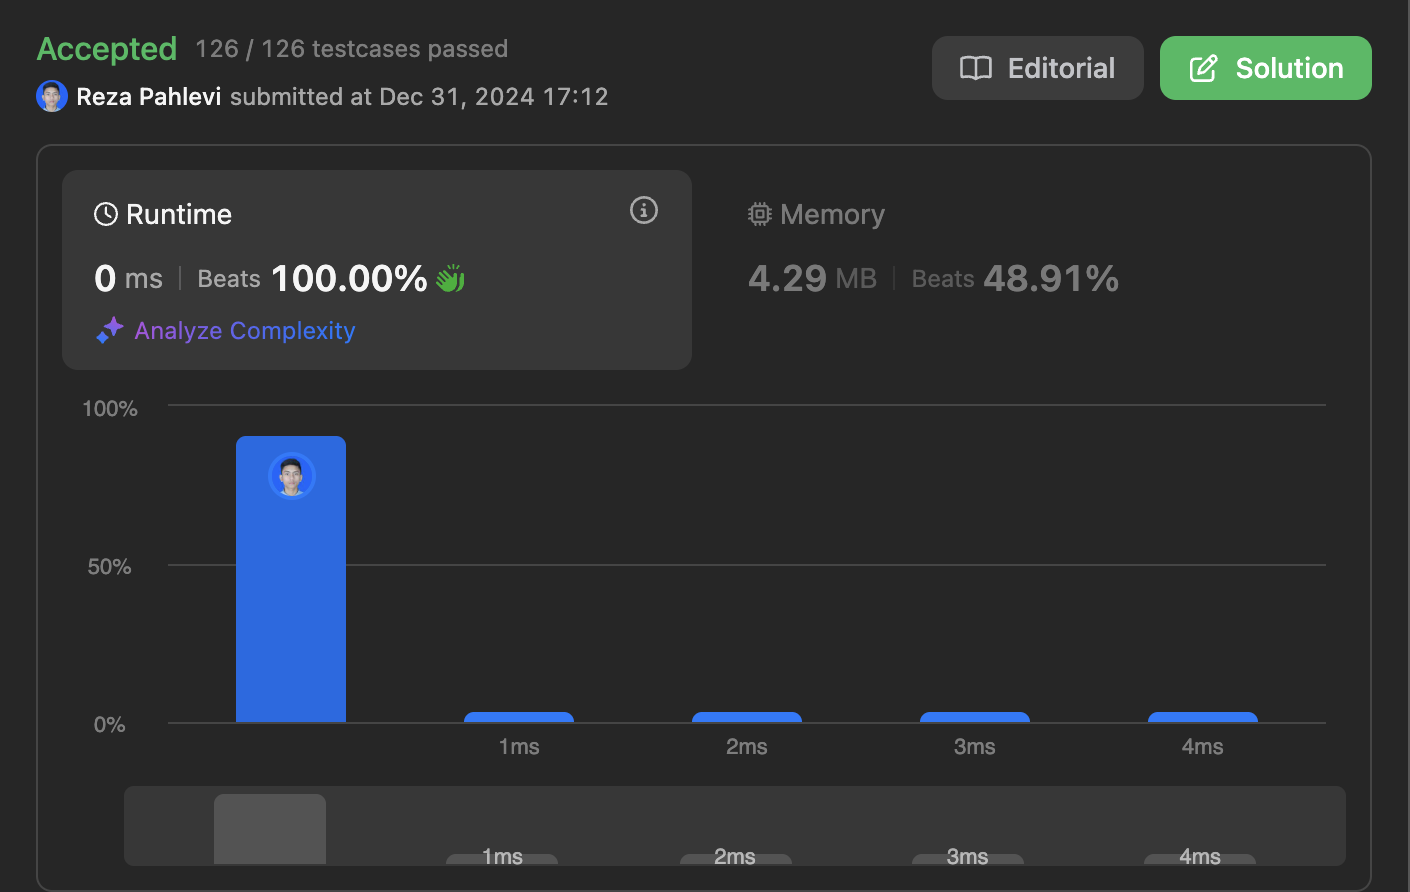 Accepted 126 / 126 testcases passed
Reza Pahlevi submitted at Dec 31, 2024 17:12
Editorial
Solution
Runtime
0 ms | Beats 100.00%
Analyze Complexity
Memory
4.29 MB | Beats 48.91%
100%
50%
0%
1ms 2ms 3ms 4ms
1ms 2ms 3ms 4ms